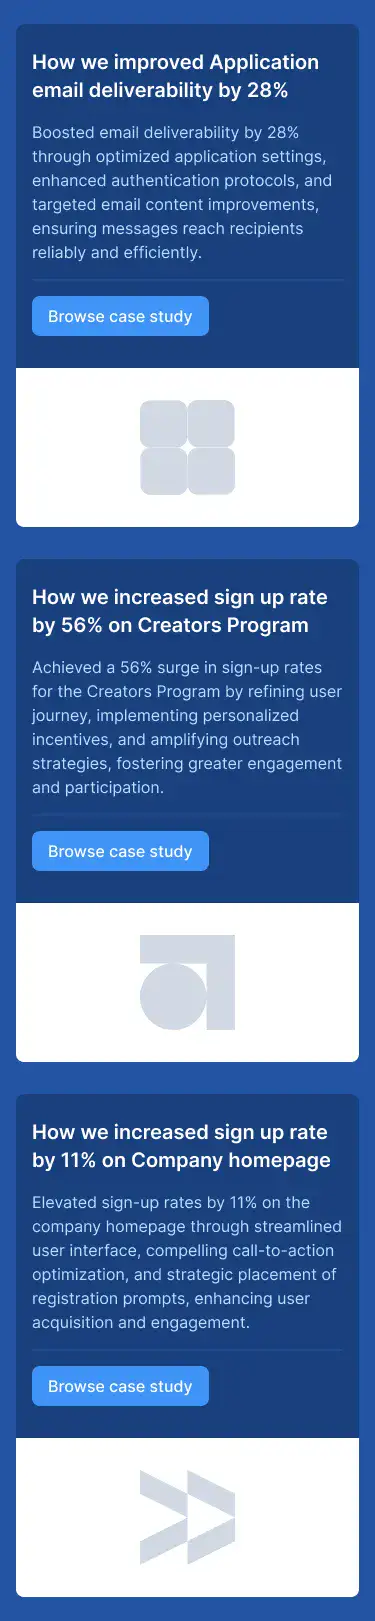 How we improved Application
email deliverability by 28%
Boosted email deliverability by 28%
through optimized application settings,
enhanced authentication protocols, and
targeted email content improvements,
ensuring messages reach recipients
reliably and efficiently.
Browse case study
How we increased sign up rate
by 56% on Creators Program
Achieved a 56% surge in sign-up rates
for the Creators Program by refining user
journey, implementing personalized
incentives, and amplifying outreach
strategies, fostering greater engagement
and participation.
Browse case study
How we increased sign up rate
by 11% on Company homepage
Elevated sign-up rates by 11% on the
company homepage through streamlined
user interface, compelling call-to-action
optimization, and strategic placement of
registration prompts, enhancing user
acquisition and engagement.
Browse case study